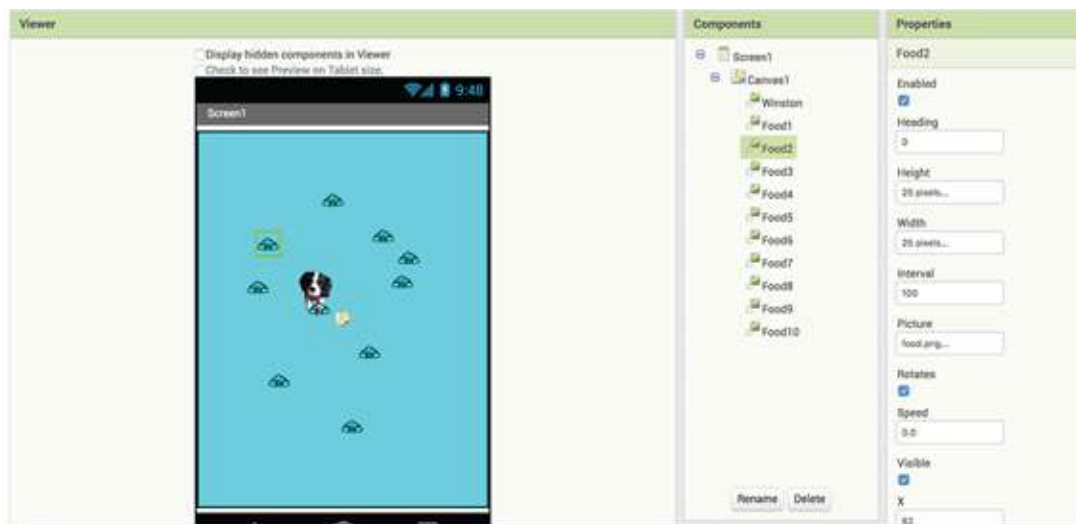 Viewer
Display hidden components in Viewer
Check to see Preview on Tablet size.
9:48
Screen1
Components
Screen1
Canvas1
Winston
Food1
Food2
Food3
Food4
Food5
Food6
Food7
Food8
Food9
Food10
Rename Delete
Properties
Food2
Enabled
Heading
0
Height
25 pixels...
Width
25 pixels...
Interval
100
Picture
food.png...
Rotates
Speed
0.0
Visible
X